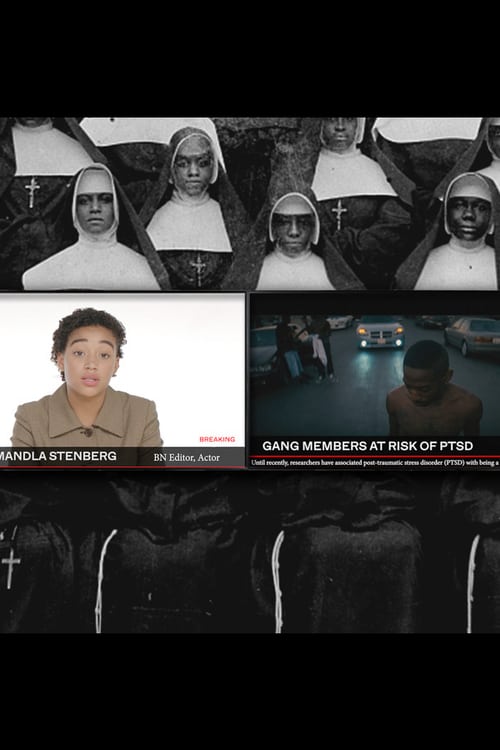 BREAKING
MANDLA STENBERG
BN Editor, Actor
GANG MEMBERS AT RISK OF PTSD
Until recently, researchers have associated post-traumatic stress disorder (PTSD) with being a